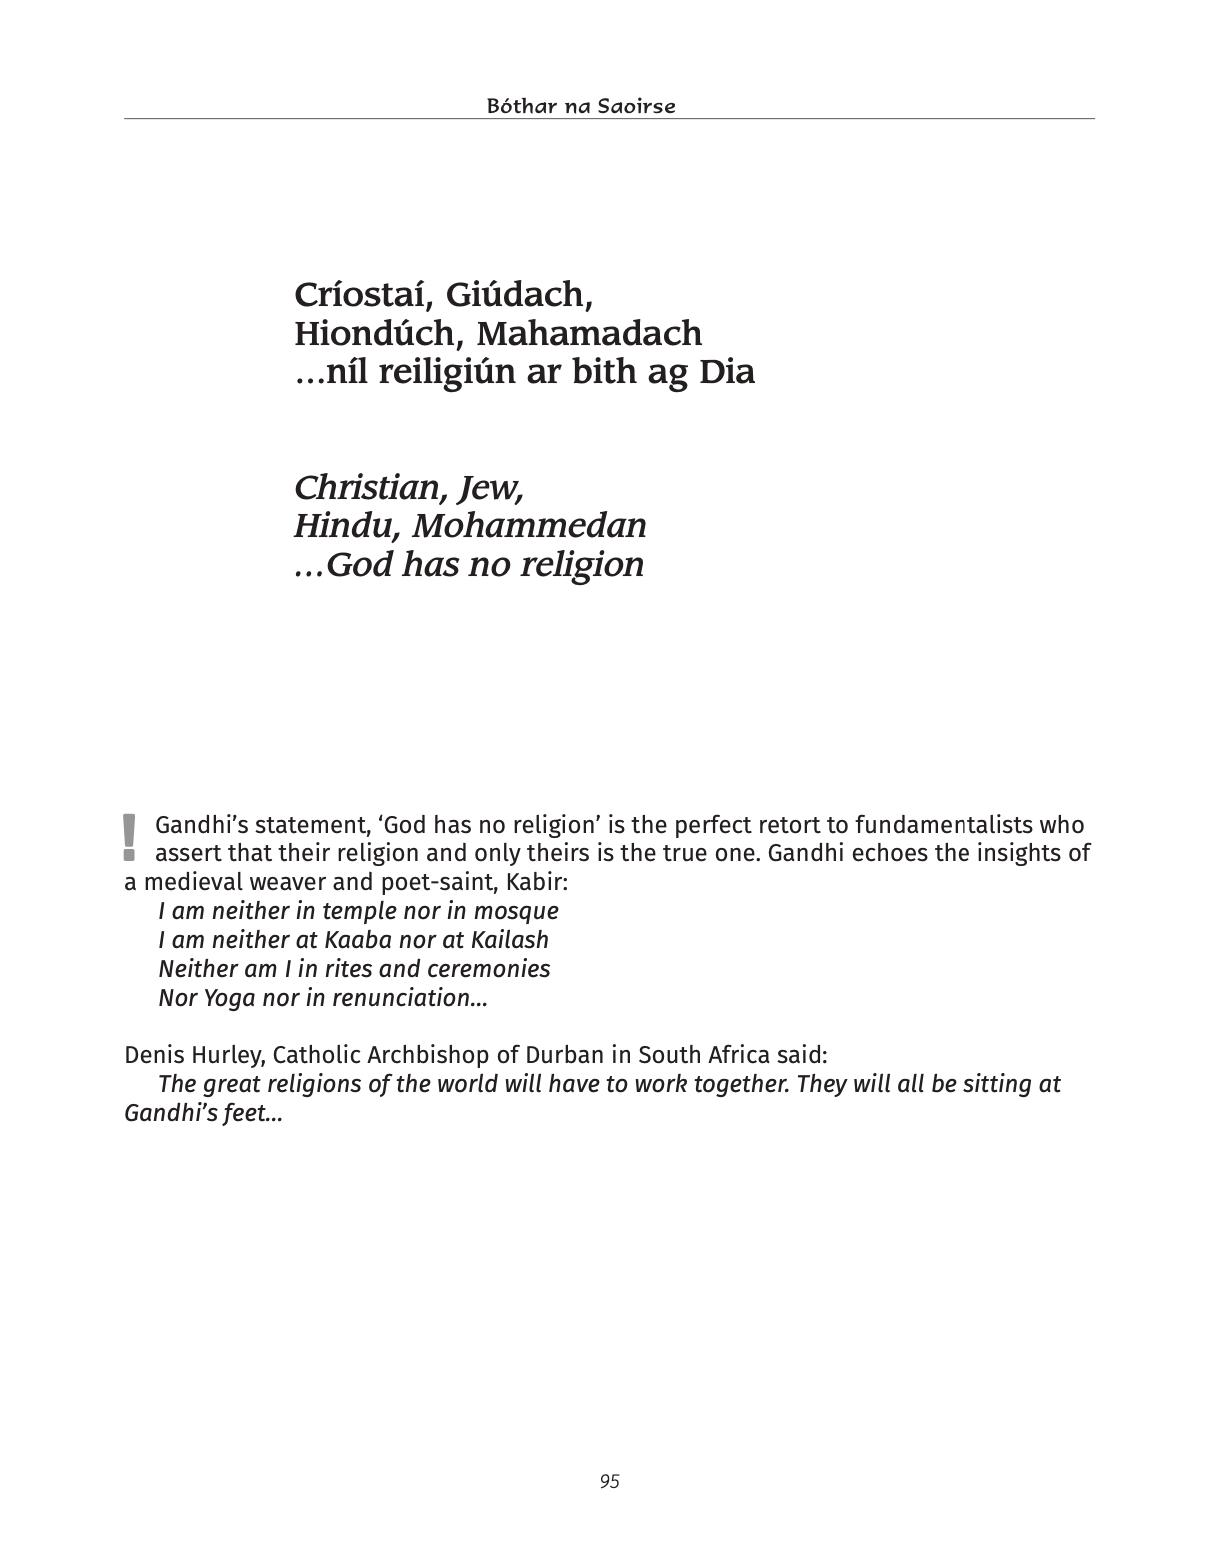 Bóthar na Saoirse
Críostaí, Giúdach,
Hiondúch, Mahamadach
...níl reiligiún ar bith ag Dia
Christian, Jew,
Hindu, Mohammedan
...God has no religion
! Gandhi’s statement, ‘God has no religion’ is the perfect retort to fundamentalists who
assert that their religion and only theirs is the true one. Gandhi echoes the insights of
a medieval weaver and poet-saint, Kabir:
I am neither in temple nor in mosque
I am neither at Kaaba nor at Kailash
Neither am I in rites and ceremonies
Nor Yoga nor in renunciation...
Denis Hurley, Catholic Archbishop of Durban in South Africa said:
The great religions of the world will have to work together. They will all be sitting at
Gandhi’s feet...
95